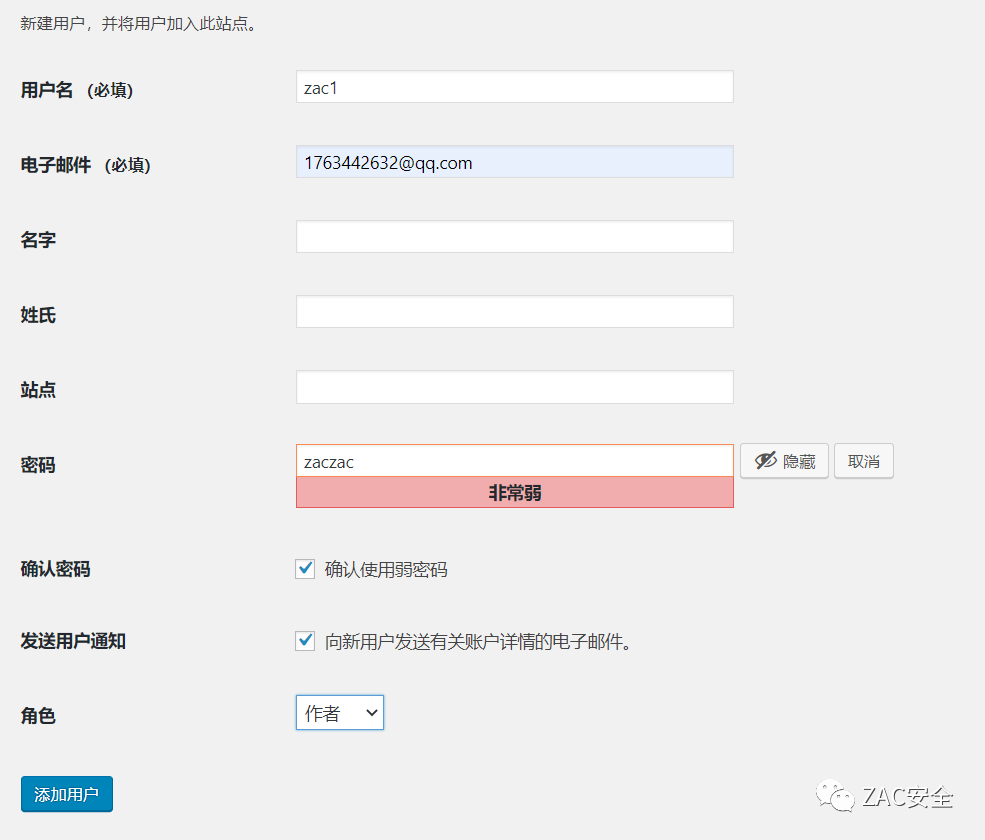 新建用户，并将用户加入此站点。
用户名 （必填） zac1
电子邮件 （必填） 1763442632@qq.com
名字
姓氏
站点
密码 zaczac 隐藏 取消
非常弱
确认密码 确认使用弱密码
发送用户通知 向新用户发送有关账户详情的电子邮件。
角色 作者
添加用户
ZAC安全